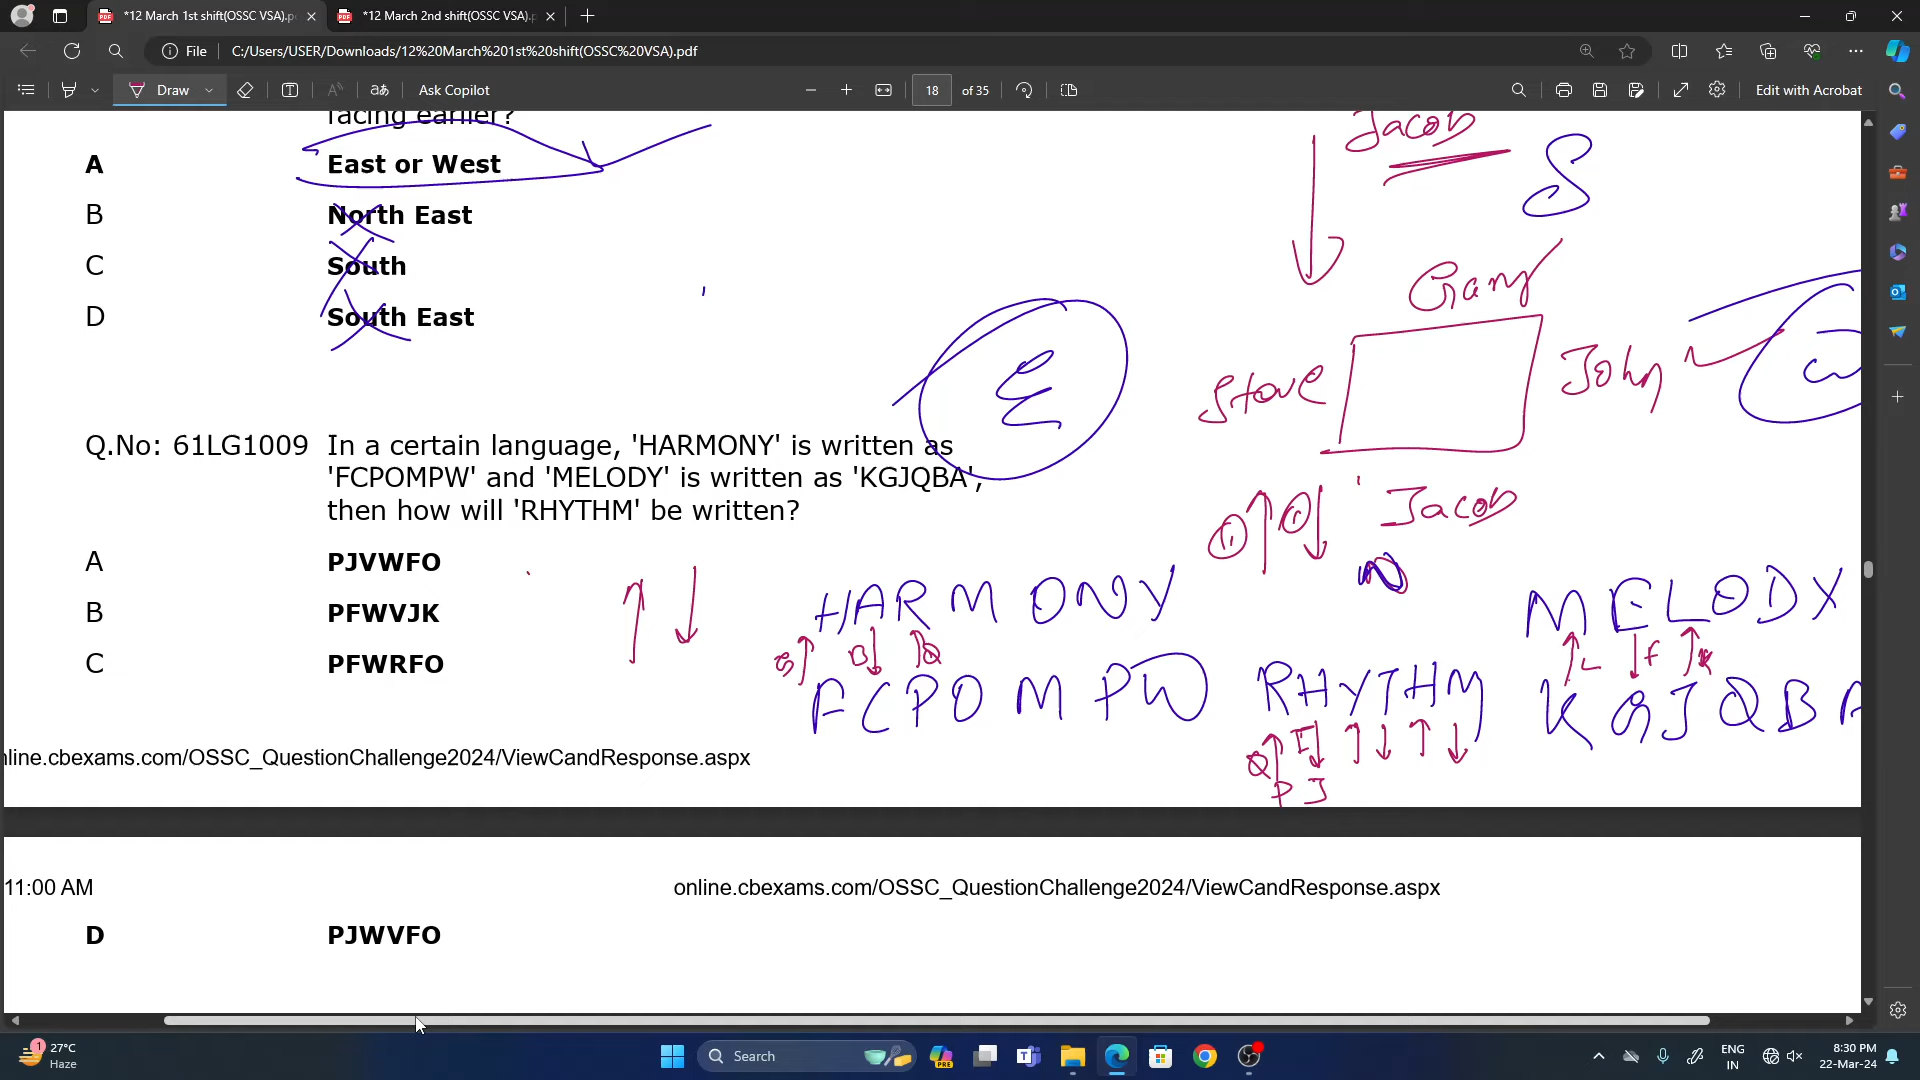 *12 March 1st shift(OSSC VSA).p
*12 March 2nd shift(OSSC VSA).p
File
C:/Users/USER/Downloads/12%20March%201st%20shift(OSSC%20VSA).pdf
Draw
aあ
Ask Copilot
18
of 35
Edit with Acrobat
facing earlier?
A East or West
B North East
C South
D South East
Jacob
S
Gary
Steve
John
W
E
Jacob
N
Q.No: 61LG1009 In a certain language, 'HARMONY' is written as
'FCPOMPW' and 'MELODY' is written as 'KGJQBA',
then how will 'RHYTHM' be written?
A PJVWFO
B PFWVJK
C PFWRFO
HARMONY
MELODY
G B Q
L F K
FCPOMPW
RHYTHM
KGJQBA
Q I
P J
nline.cbexams.com/OSSC_QuestionChallenge2024/ViewCandResponse.aspx
11:00 AM
online.cbexams.com/OSSC_QuestionChallenge2024/ViewCandResponse.aspx
D PJWVFO
1
27°C
Haze
Search
PRE
ENG
IN
8:30 PM
22-Mar-24